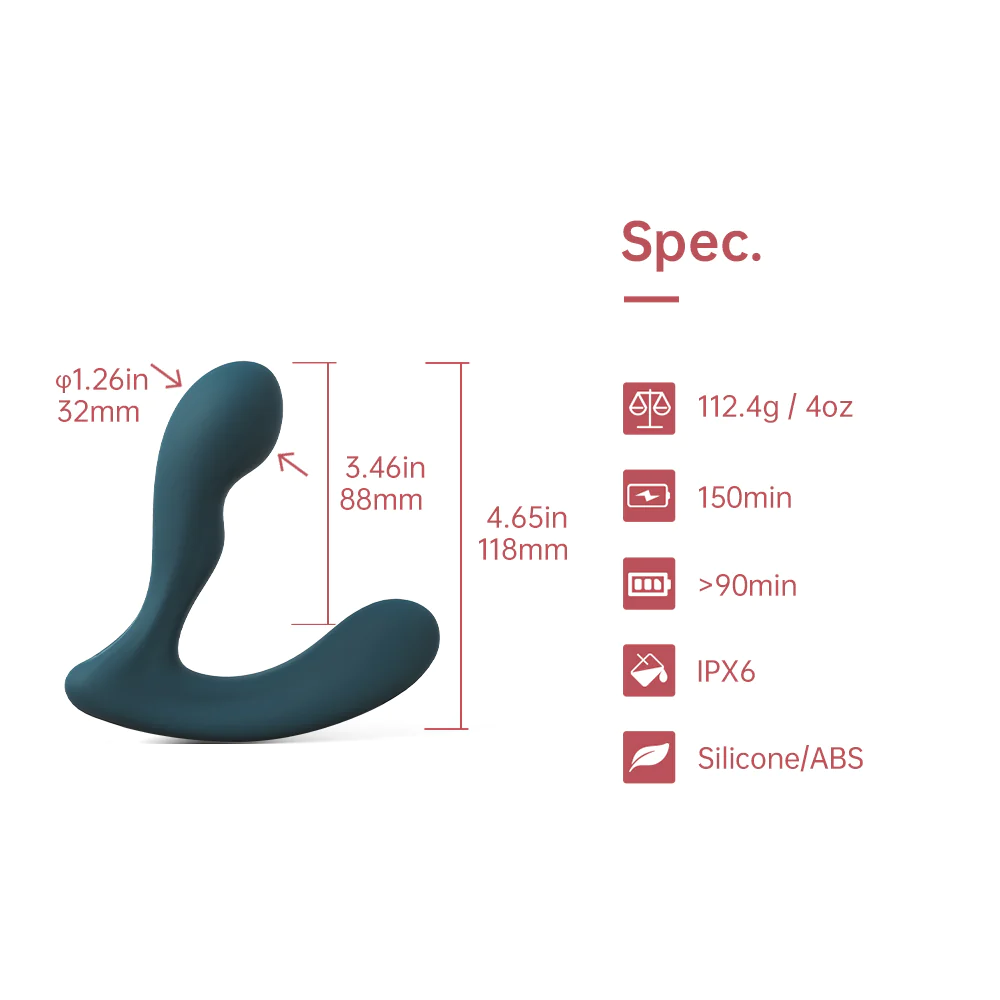 Spec.
φ1.26in
32mm
3.46in
88mm
4.65in
118mm
112.4g / 4oz
150min
>90min
IPX6
Silicone/ABS